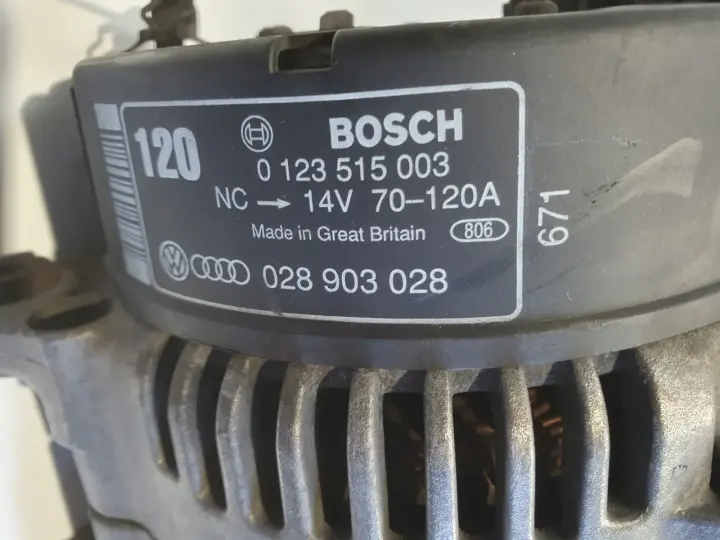 120
BOSCH
0 123 515 003
NC → 14V 70–120A
Made in Great Britain 806
028 903 028
671